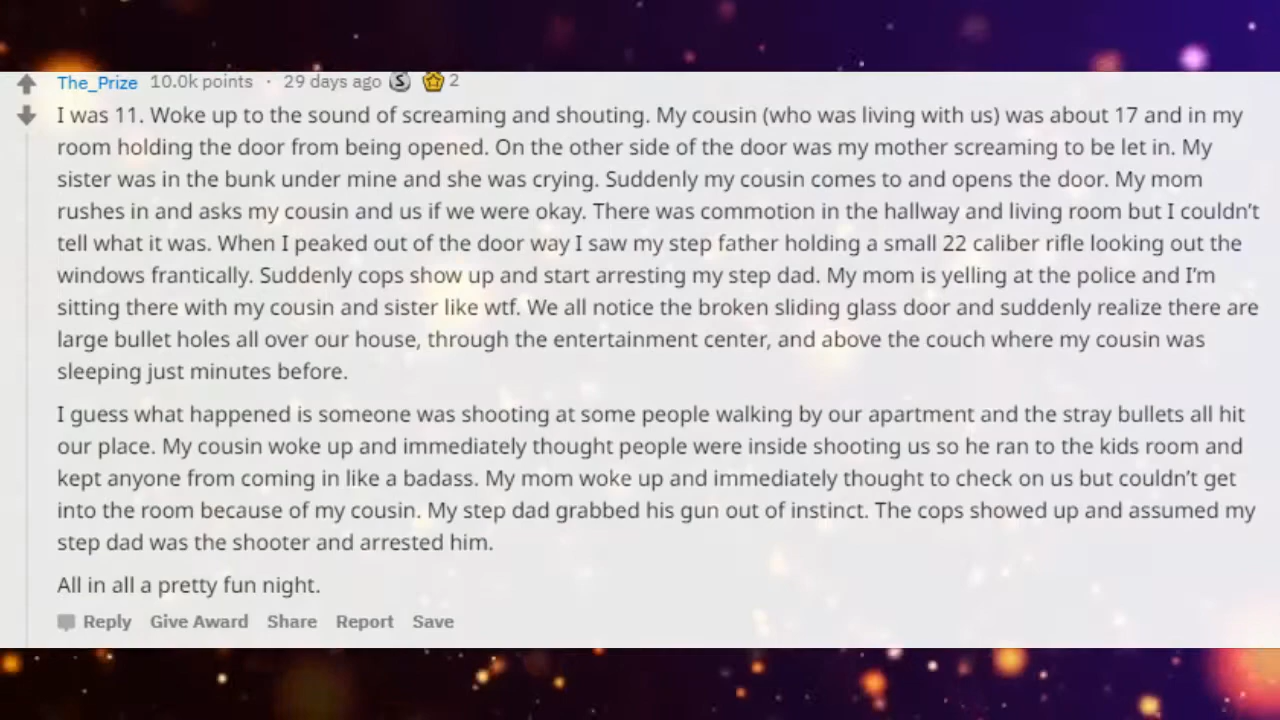 The_Prize 10.0k points · 29 days ago S 2
I was 11. Woke up to the sound of screaming and shouting. My cousin (who was living with us) was about 17 and in my
room holding the door from being opened. On the other side of the door was my mother screaming to be let in. My
sister was in the bunk under mine and she was crying. Suddenly my cousin comes to and opens the door. My mom
rushes in and asks my cousin and us if we were okay. There was commotion in the hallway and living room but I couldn’t
tell what it was. When I peaked out of the door way I saw my step father holding a small 22 caliber rifle looking out the
windows frantically. Suddenly cops show up and start arresting my step dad. My mom is yelling at the police and I’m
sitting there with my cousin and sister like wtf. We all notice the broken sliding glass door and suddenly realize there are
large bullet holes all over our house, through the entertainment center, and above the couch where my cousin was
sleeping just minutes before.
I guess what happened is someone was shooting at some people walking by our apartment and the stray bullets all hit
our place. My cousin woke up and immediately thought people were inside shooting us so he ran to the kids room and
kept anyone from coming in like a badass. My mom woke up and immediately thought to check on us but couldn’t get
into the room because of my cousin. My step dad grabbed his gun out of instinct. The cops showed up and assumed my
step dad was the shooter and arrested him.
All in all a pretty fun night.
Reply Give Award Share Report Save